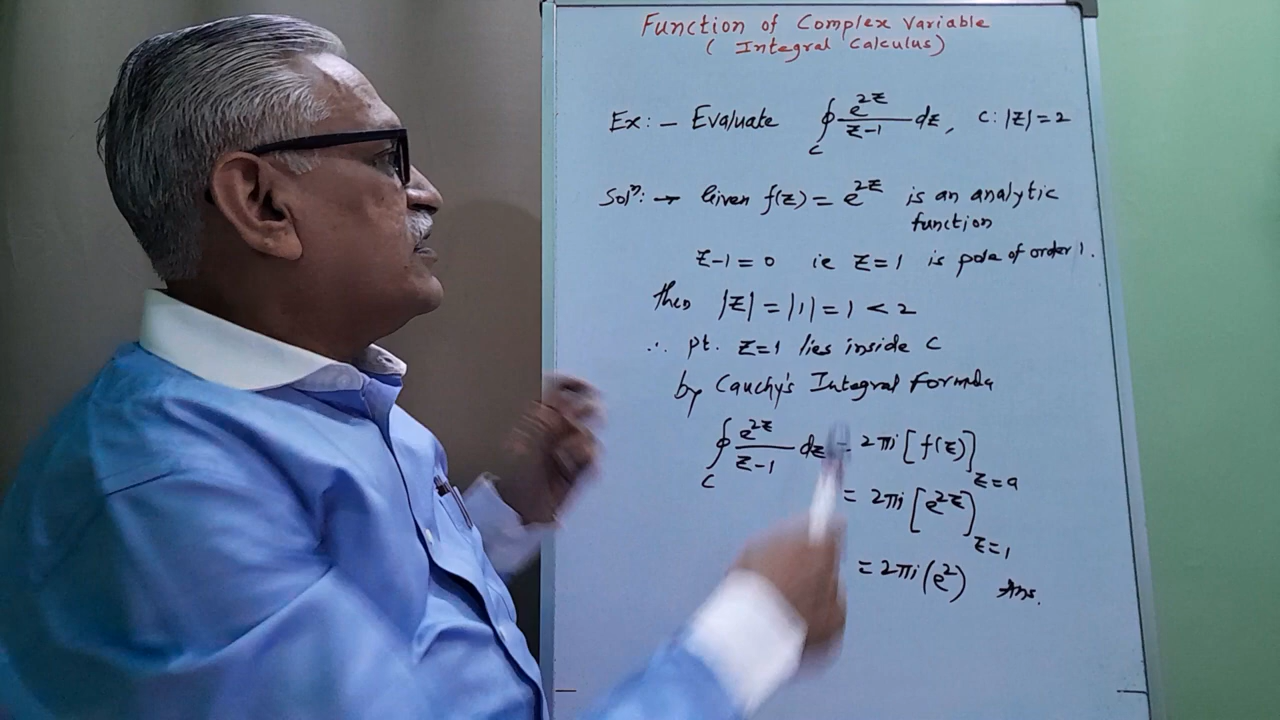 Function of Complex Variable
( Integral Calculus)
Ex: - Evaluate ∮_C e^{2z}/(z-1) dz, C: |z| = 2
Solⁿ: → Given f(z) = e^{2z} is an analytic
function
z-1 = 0 ie z=1 is pole of order 1.
then |z| = |1| = 1 < 2
∴ pt. z=1 lies inside C
by Cauchy's Integral formula
∮_C e^{2z}/(z-1) dz = 2πi [f(z)]_{z=a}
= 2πi [e^{2z}]_{z=1}
= 2πi (e^2) Ans.